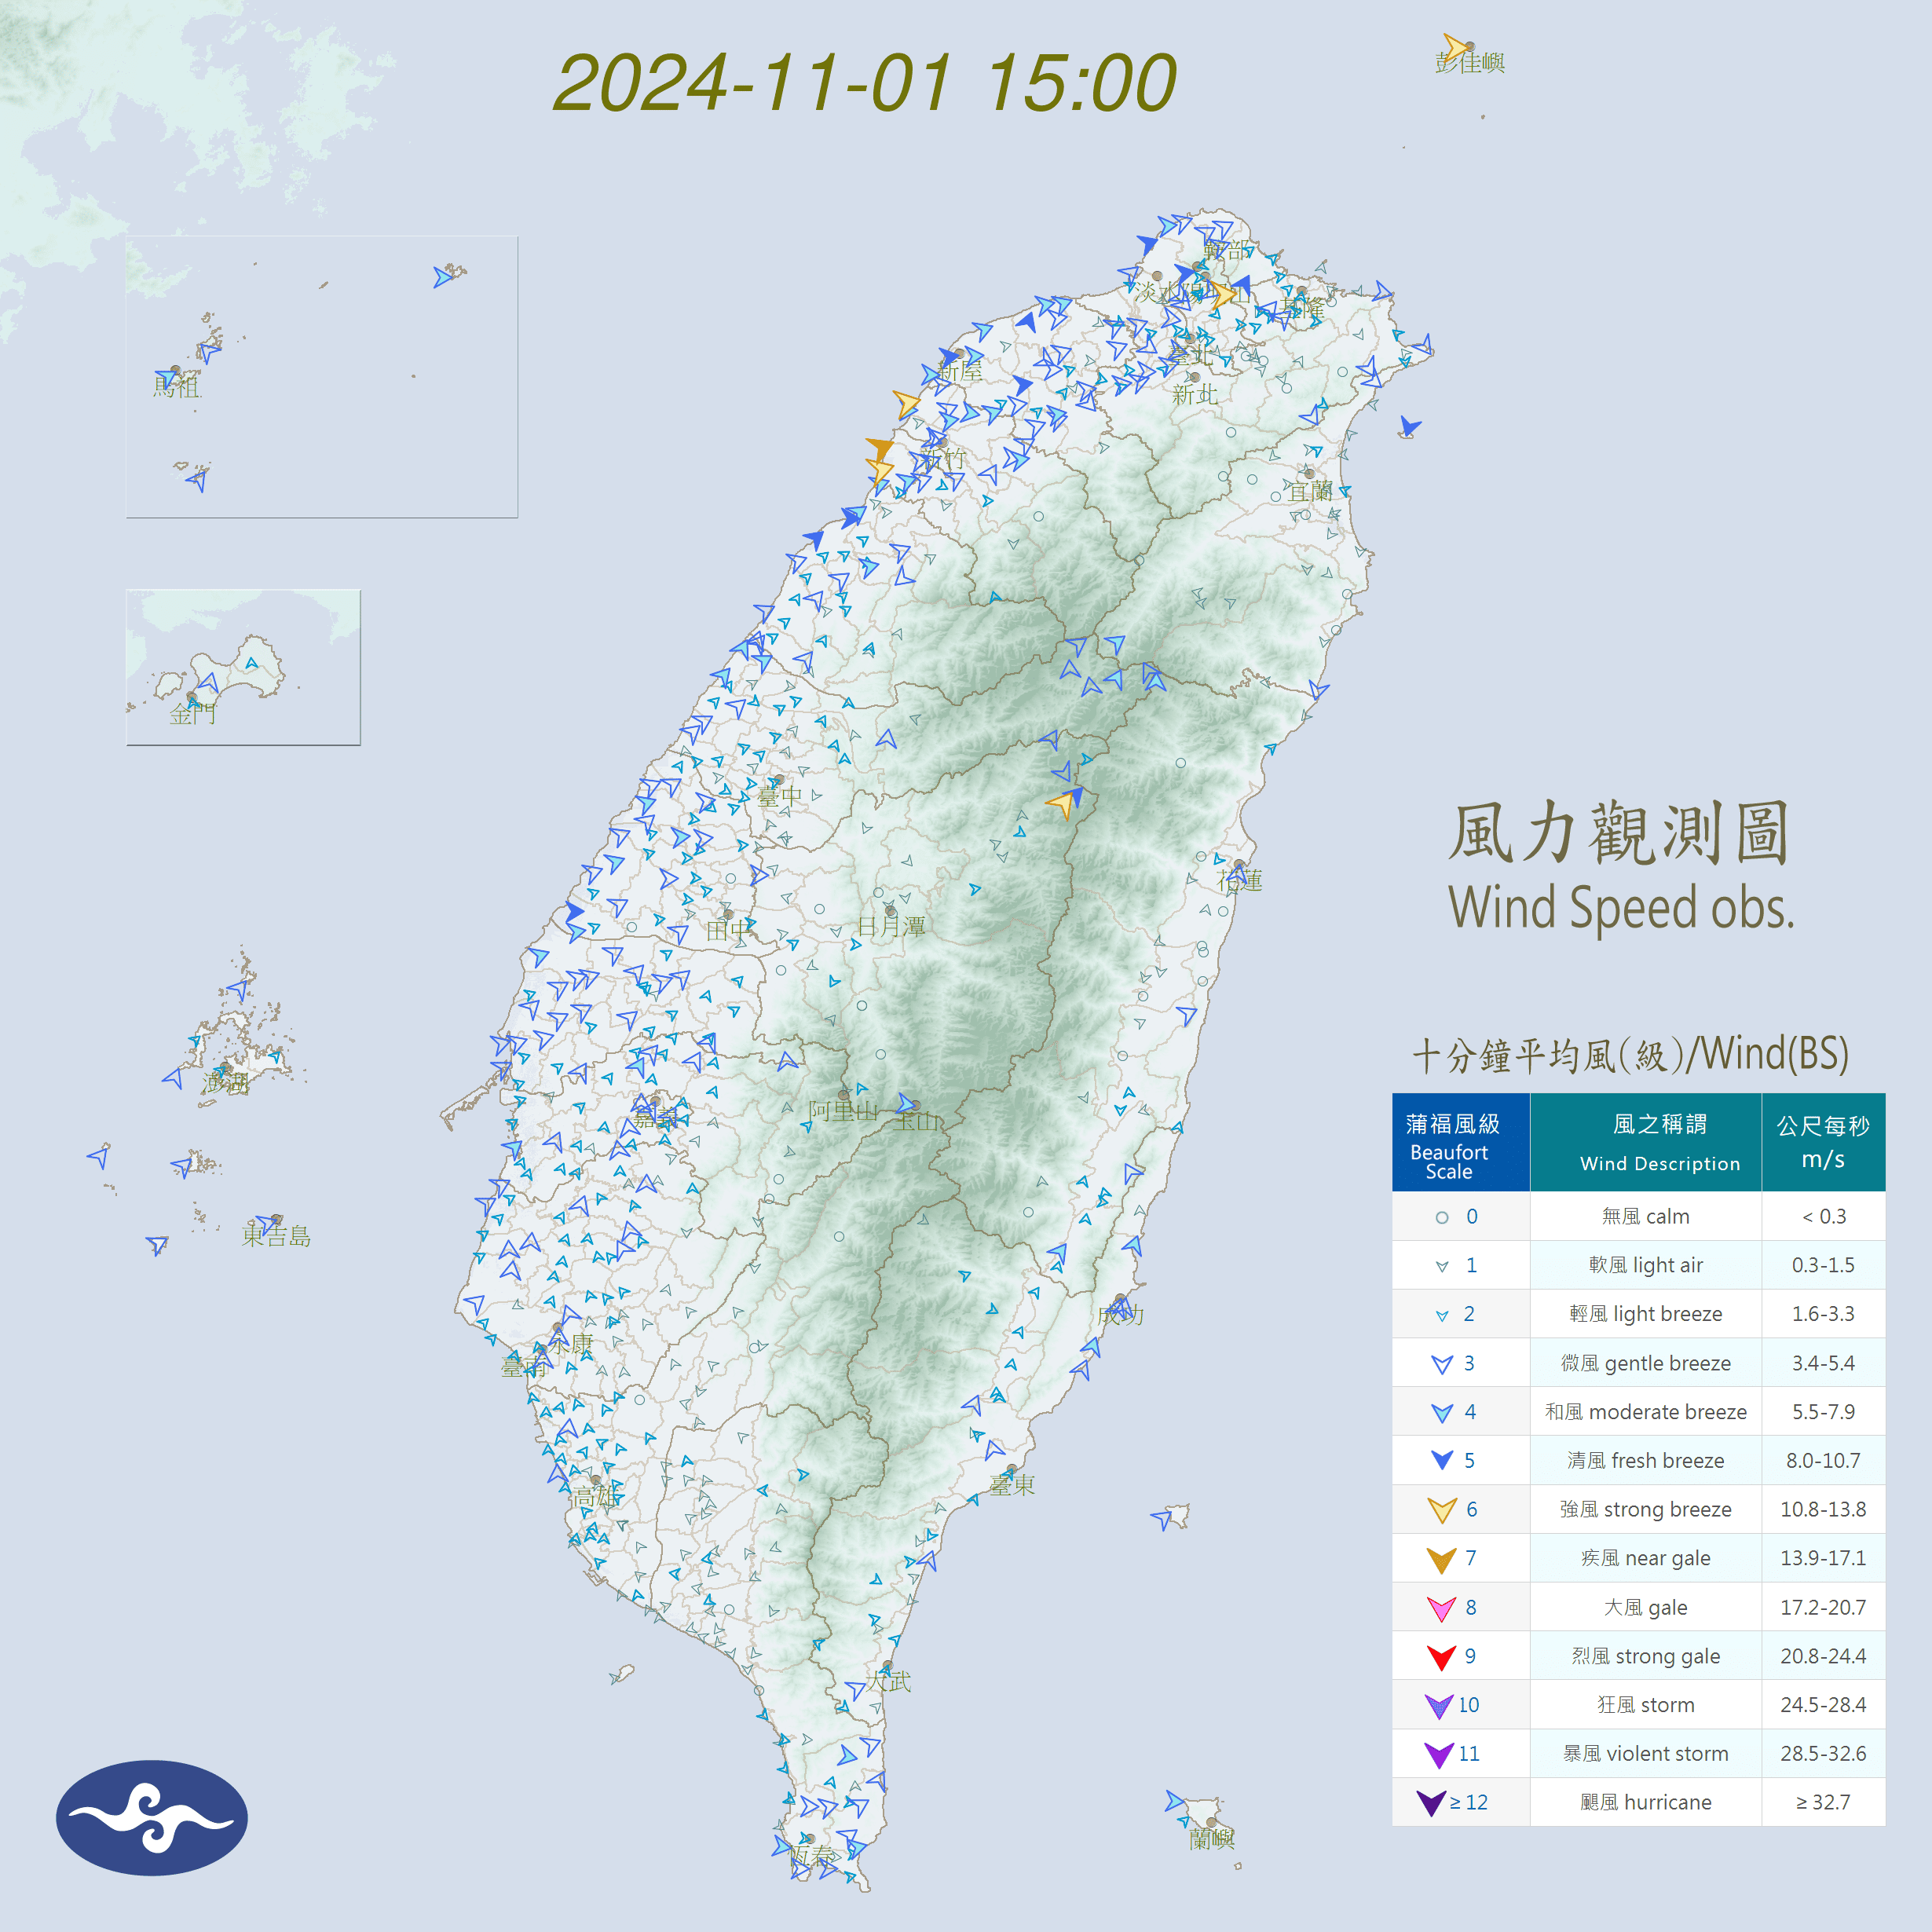 2024-11-01 15:00
彭佳嶼
鞍部
淡水
陽明山
基隆
臺北
新屋
新北
馬祖
新竹
宜蘭
金門
臺中
風力觀測圖
Wind Speed obs.
花蓮
日月潭
田中
十分鐘平均風(級)/Wind(BS)
澎湖
阿里山
玉山
嘉義
東吉島
成功
永康
臺南
臺東
高雄
大武
恆春
蘭嶼
蒲福風級 風之稱謂 公尺每秒
Beaufort Scale Wind Description m/s
0 無風 calm < 0.3
1 軟風 light air 0.3-1.5
2 輕風 light breeze 1.6-3.3
3 微風 gentle breeze 3.4-5.4
4 和風 moderate breeze 5.5-7.9
5 清風 fresh breeze 8.0-10.7
6 強風 strong breeze 10.8-13.8
7 疾風 near gale 13.9-17.1
8 大風 gale 17.2-20.7
9 烈風 strong gale 20.8-24.4
10 狂風 storm 24.5-28.4
11 暴風 violent storm 28.5-32.6
≥ 12 颶風 hurricane ≥ 32.7